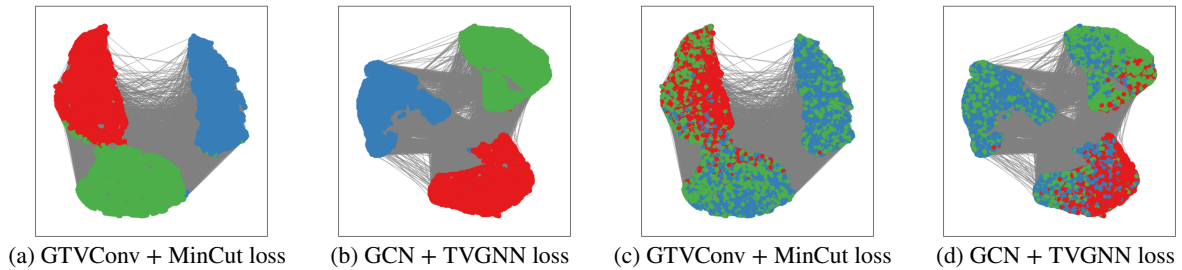 (a) GTVConv + MinCut loss
(b) GCN + TVGNN loss
(c) GTVConv + MinCut loss
(d) GCN + TVGNN loss